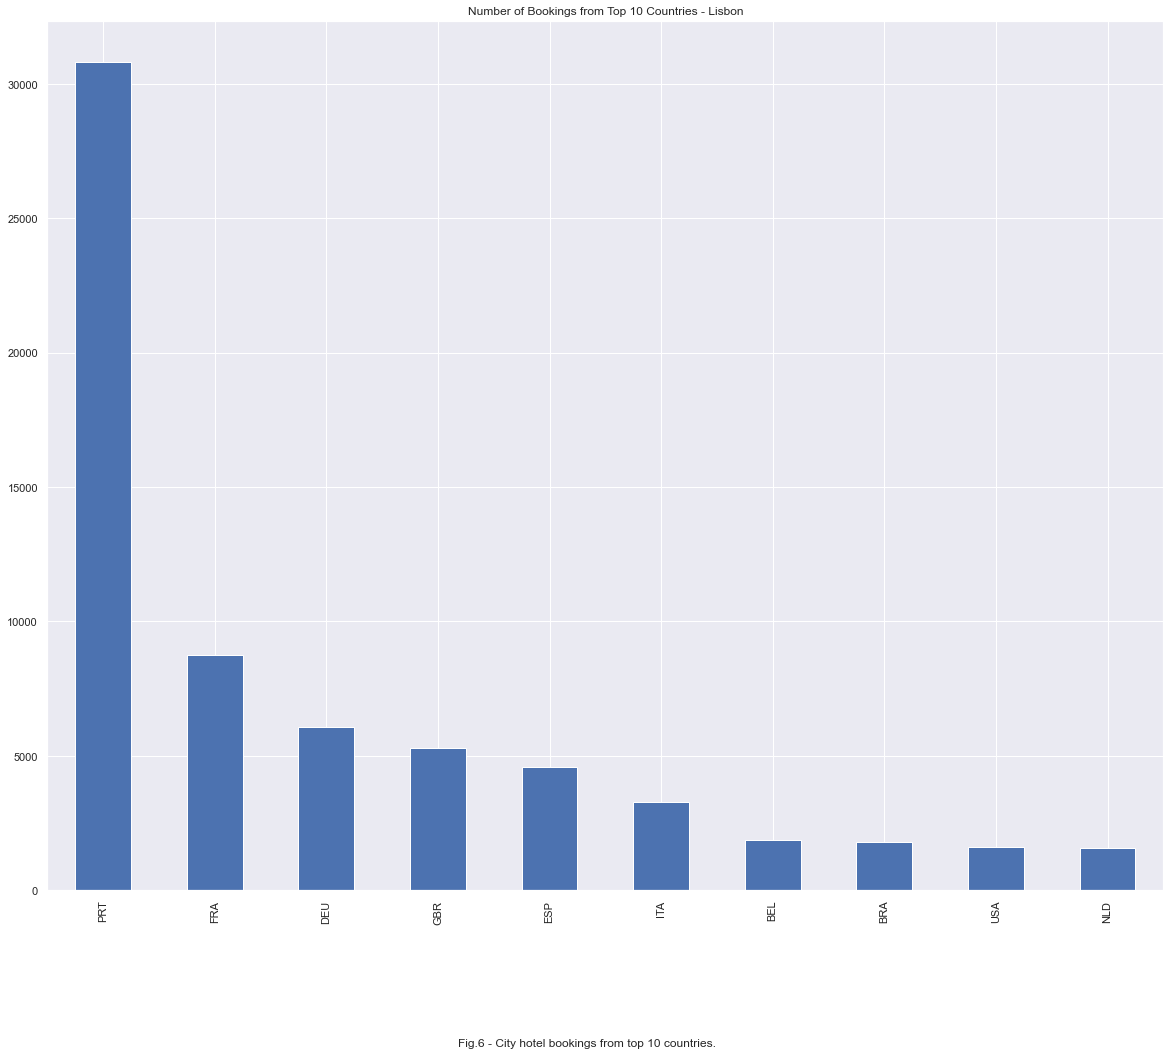 Number of Bookings from Top 10 Countries - Lisbon
30000
25000
20000
15000
10000
5000
0
PRT FRA DEU GBR ESP ITA BEL BRA USA NLD
Fig.6 - City hotel bookings from top 10 countries.